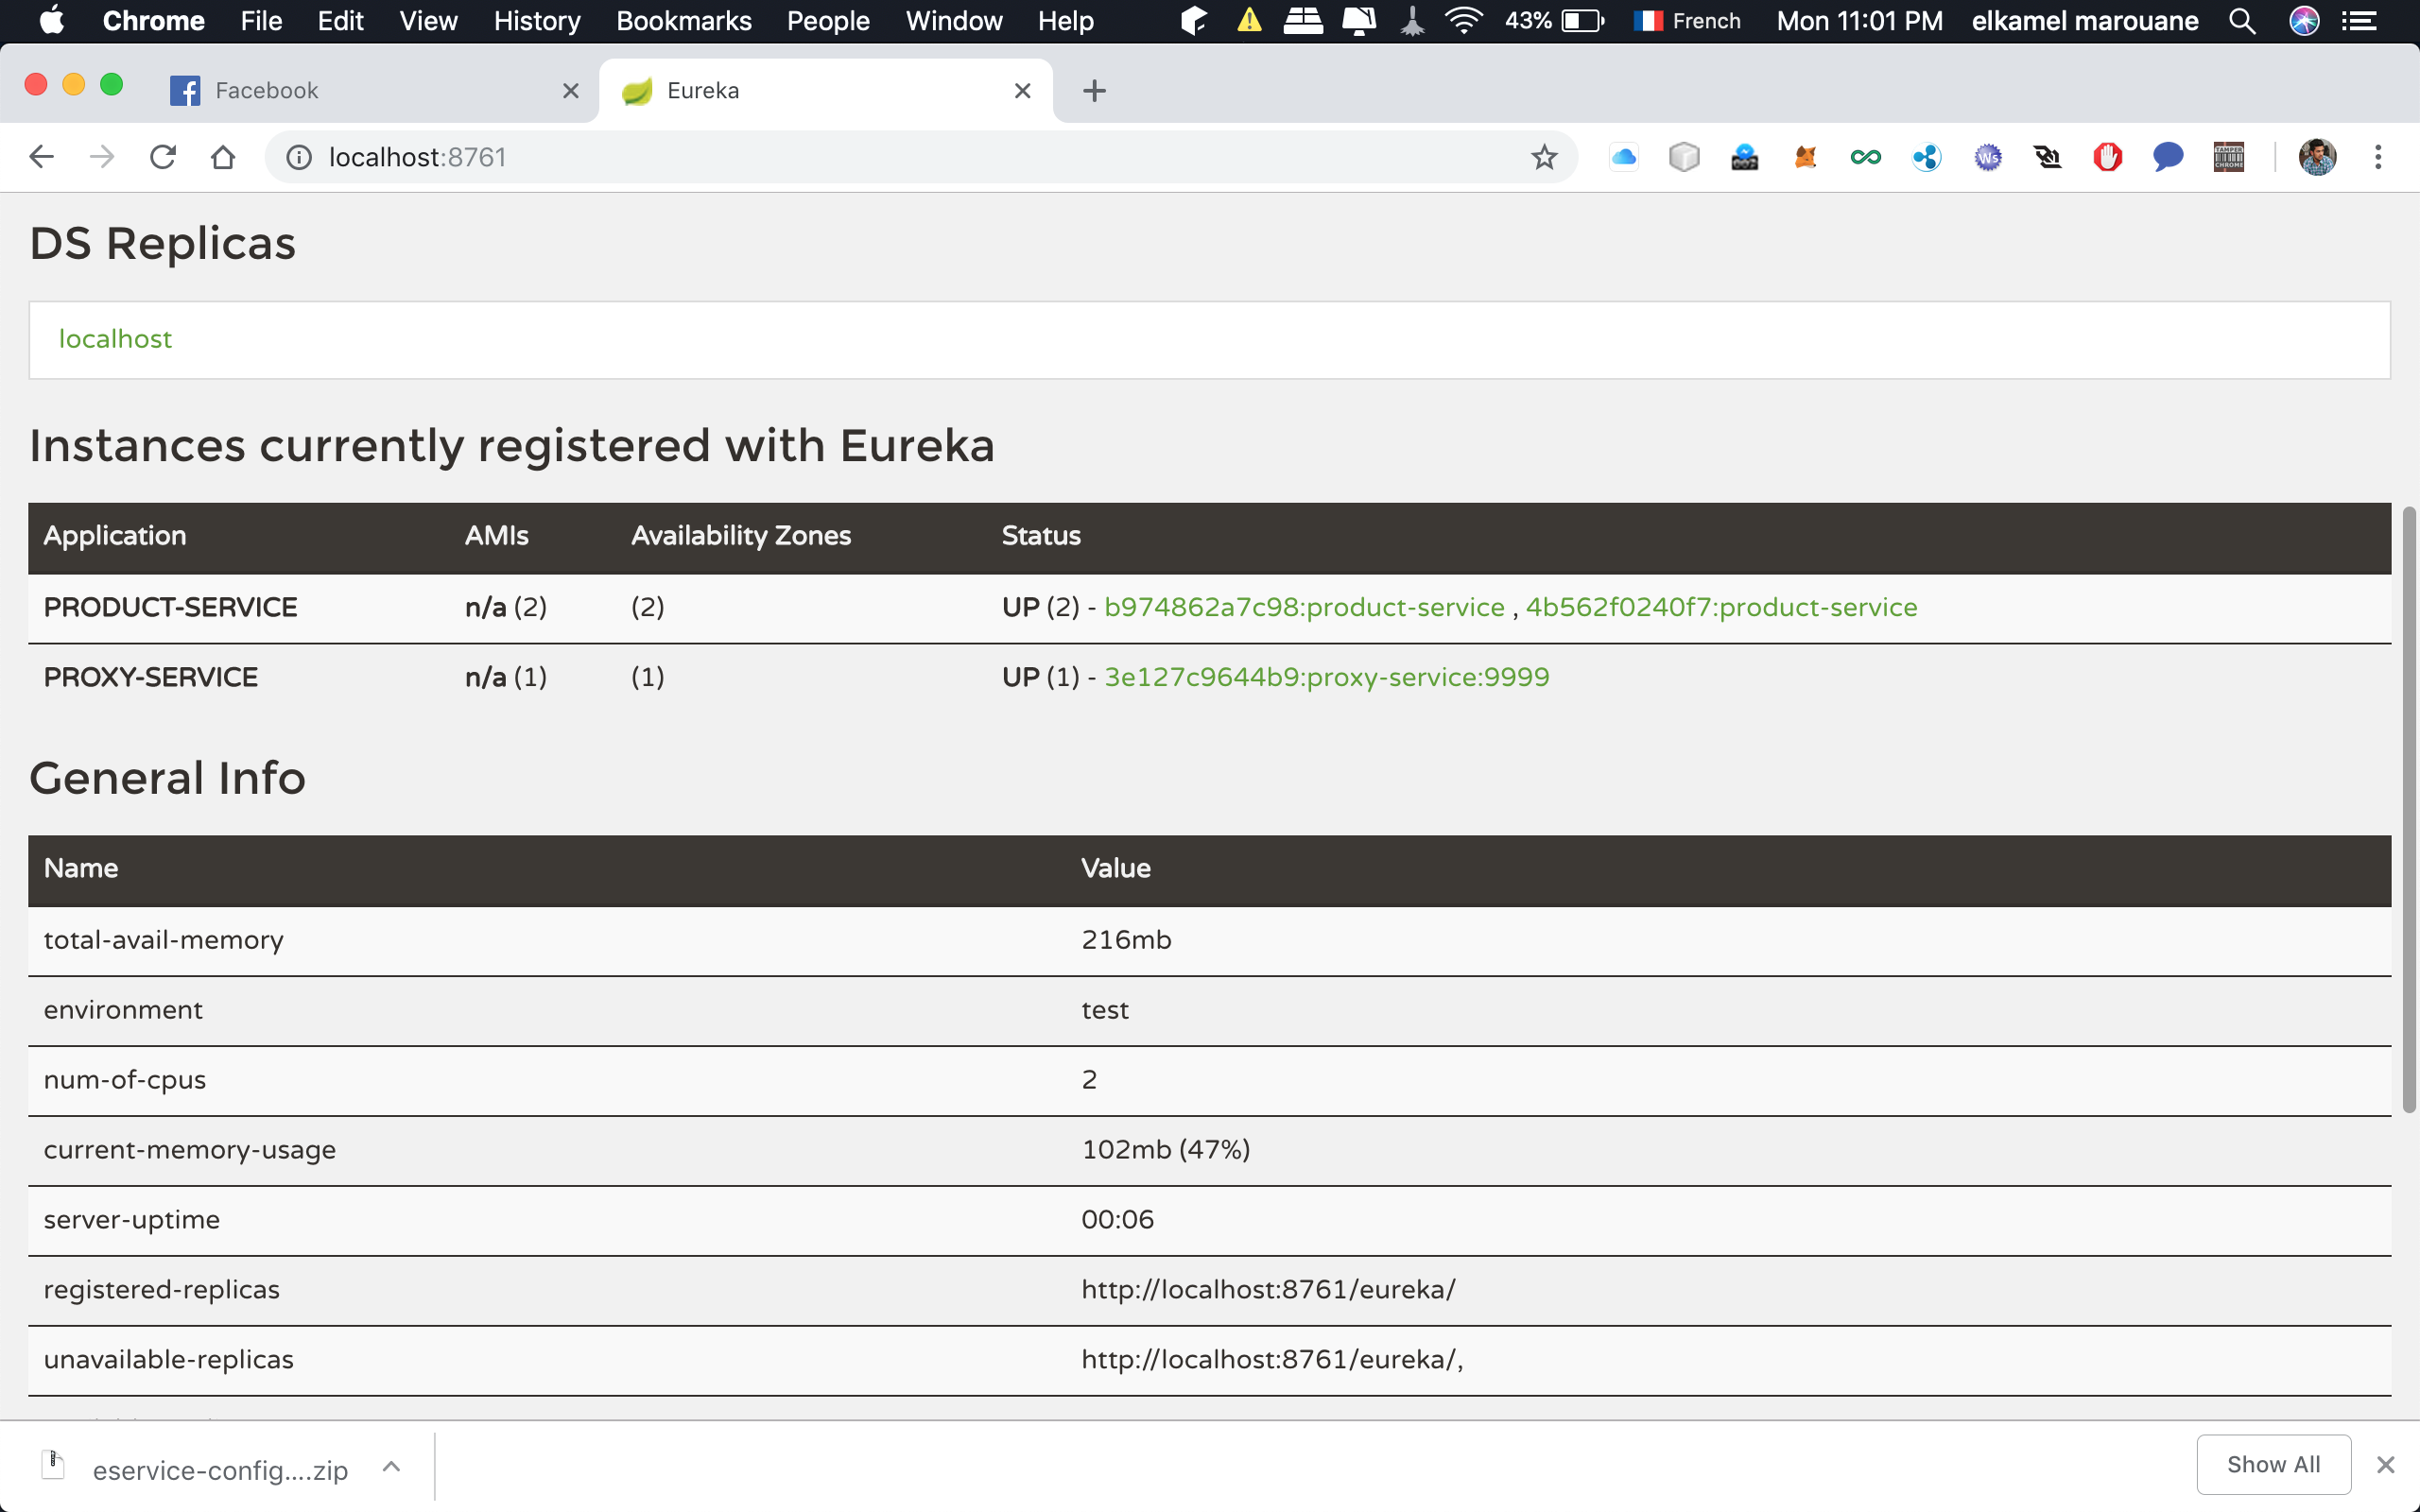 Chrome File Edit View History Bookmarks People Window Help 43% French Mon 11:01 PM elkamel marouane
Facebook Eureka
localhost:8761
DS Replicas
localhost
Instances currently registered with Eureka
Application AMIs Availability Zones Status
PRODUCT-SERVICE n/a (2) (2) UP (2) - b974862a7c98:product-service , 4b562f0240f7:product-service
PROXY-SERVICE n/a (1) (1) UP (1) - 3e127c9644b9:proxy-service:9999
General Info
Name Value
total-avail-memory 216mb
environment test
num-of-cpus 2
current-memory-usage 102mb (47%)
server-uptime 00:06
registered-replicas http://localhost:8761/eureka/
unavailable-replicas http://localhost:8761/eureka/,
eservice-config....zip Show All